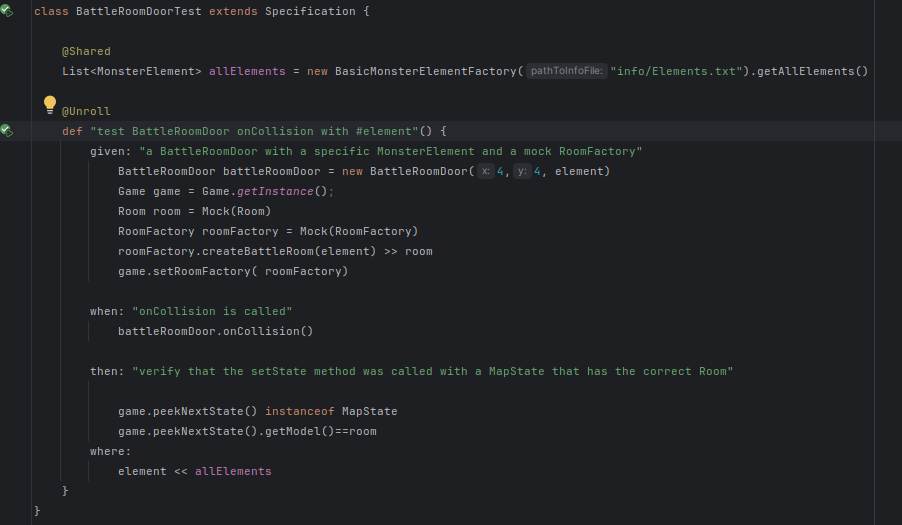 class BattleRoomDoorTest extends Specification {
@Shared
List<MonsterElement> allElements = new BasicMonsterElementFactory( pathToInfoFile: "info/Elements.txt").getAllElements()
@Unroll
def "test BattleRoomDoor onCollision with #element"() {
given: "a BattleRoomDoor with a specific MonsterElement and a mock RoomFactory"
BattleRoomDoor battleRoomDoor = new BattleRoomDoor( x: 4, y: 4, element)
Game game = Game.getInstance();
Room room = Mock(Room)
RoomFactory roomFactory = Mock(RoomFactory)
roomFactory.createBattleRoom(element) >> room
game.setRoomFactory( roomFactory)
when: "onCollision is called"
battleRoomDoor.onCollision()
then: "verify that the setState method was called with a MapState that has the correct Room"
game.peekNextState() instanceof MapState
game.peekNextState().getModel()==room
where:
element << allElements
}
}